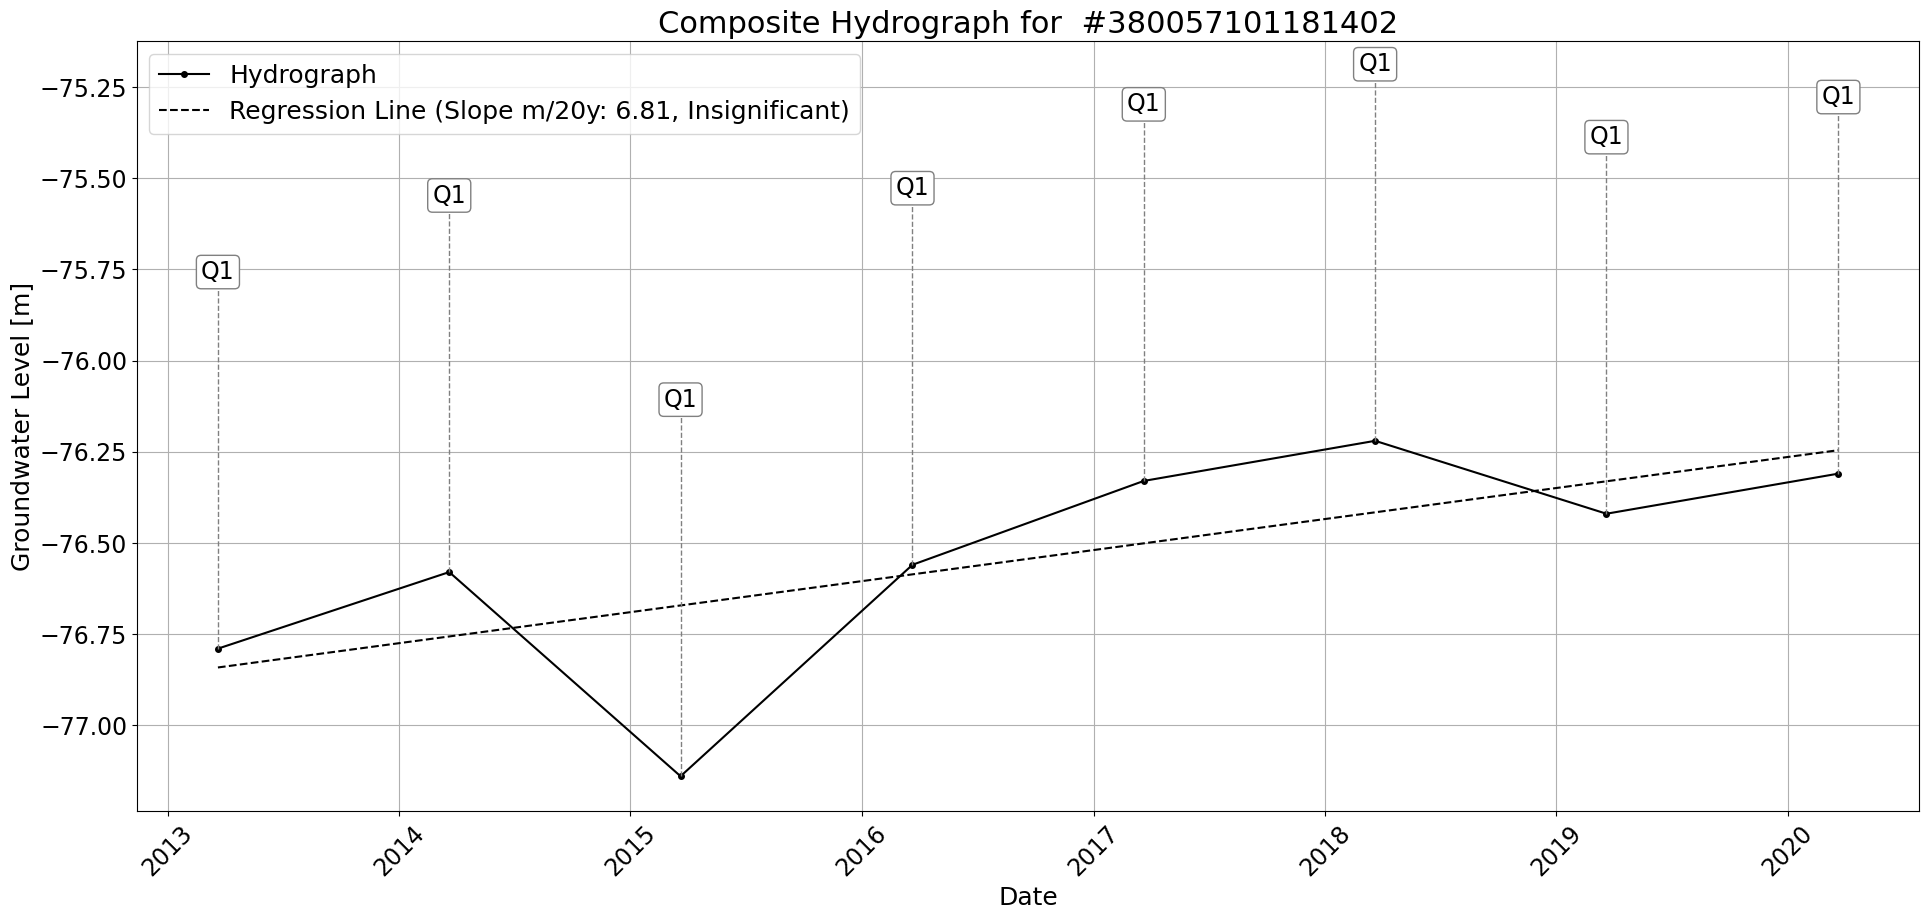 Composite Hydrograph for  #380057101181402
Hydrograph
Regression Line (Slope m/20y: 6.81, Insignificant)
Q1
Q1
Q1
Q1
Q1
Q1
Q1
Q1
Groundwater Level [m]
−75.25
−75.50
−75.75
−76.00
−76.25
−76.50
−76.75
−77.00
2013
2014
2015
2016
2017
2018
2019
2020
Date